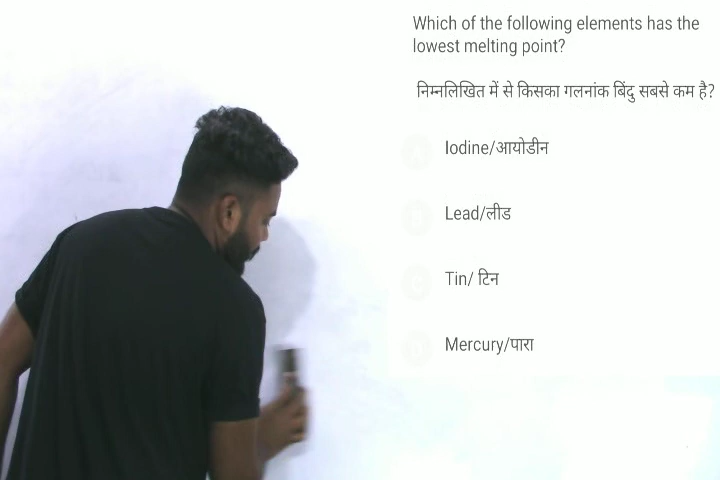 Which of the following elements has the
lowest melting point?
निम्नलिखित में से किसका गलनांक बिंदु सबसे कम है?
Iodine/आयोडीन
Lead/लीड
Tin/ टिन
Mercury/पारा